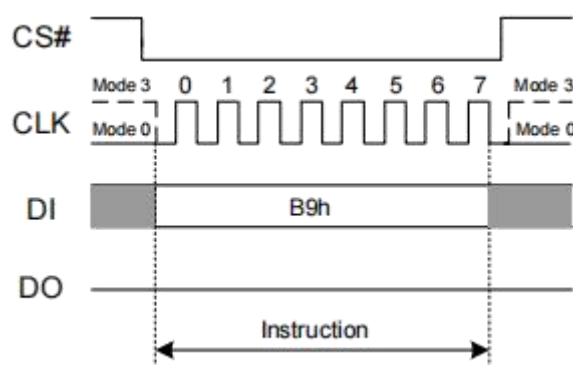 CS#
Mode 3 0 1 2 3 4 5 6 7 Mode 3
CLK
Mode 0 Mode 0
DI B9h
DO
Instruction